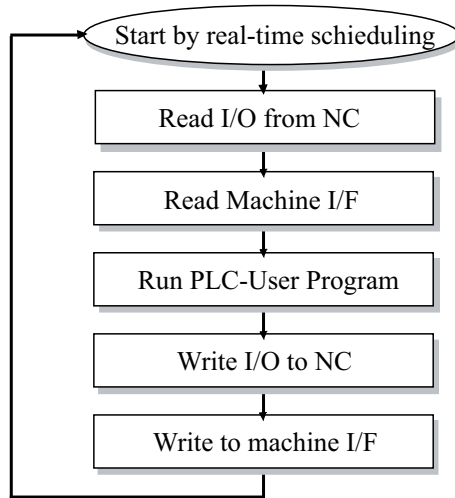 Start by real-time schieduling
Read I/O from NC
Read Machine I/F
Run PLC-User Program
Write I/O to NC
Write to machine I/F